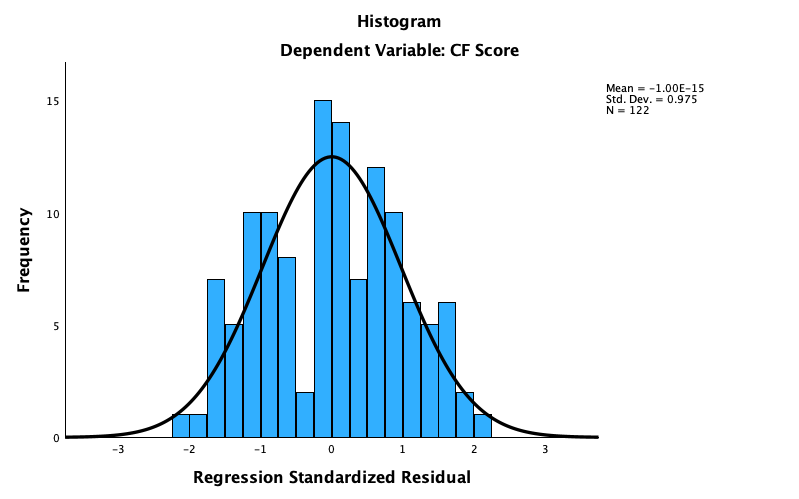 Histogram
Dependent Variable: CF Score
Mean = -1.00E-15
Std. Dev. = 0.975
N = 122
Frequency
15
10
5
0
-3 -2 -1 0 1 2 3
Regression Standardized Residual